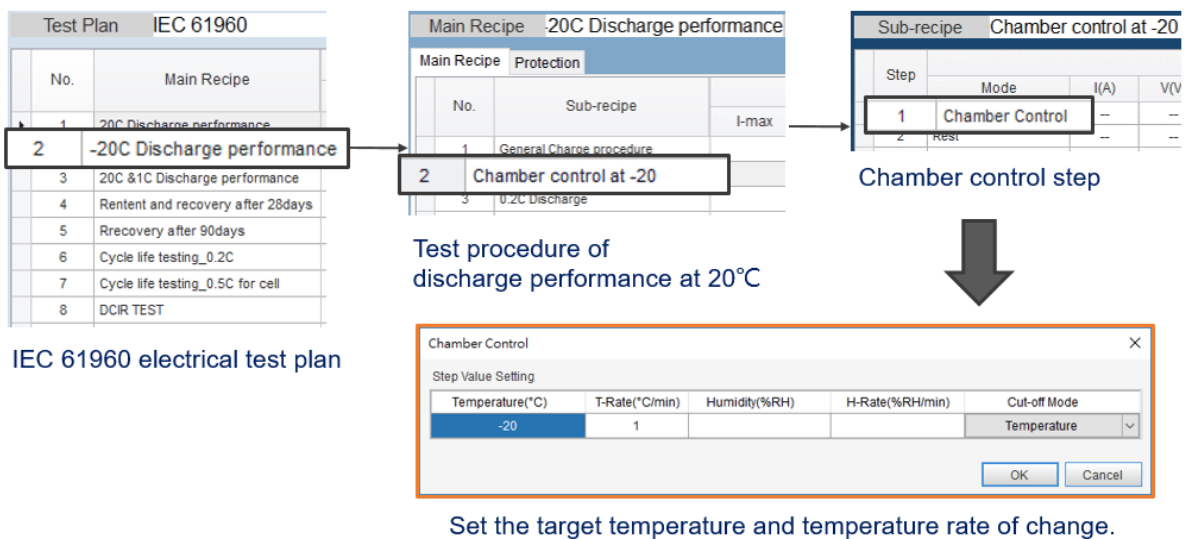 Test Plan IEC 61960
No. Main Recipe
1 20C Discharge performance
2 -20C Discharge performance
3 20C &1C Discharge performance
4 Rentent and recovery after 28days
5 Rrecovery after 90days
6 Cycle life testing_0.2C
7 Cycle life testing_0.5C for cell
8 DCIR TEST
IEC 61960 electrical test plan
Main Recipe -20C Discharge performance
Main Recipe Protection
No. Sub-recipe I-max
1 General Charge procedure
2 Chamber control at -20
3 0.2C Discharge
Test procedure of
discharge performance at 20℃
Sub-recipe Chamber control at -20
Step Mode I(A) V(V
1 Chamber Control -- --
2 Rest -- --
Chamber control step
Chamber Control
Step Value Setting
Temperature(°C) T-Rate(°C/min) Humidity(%RH) H-Rate(%RH/min) Cut-off Mode
-20 1 Temperature
OK Cancel
Set the target temperature and temperature rate of change.